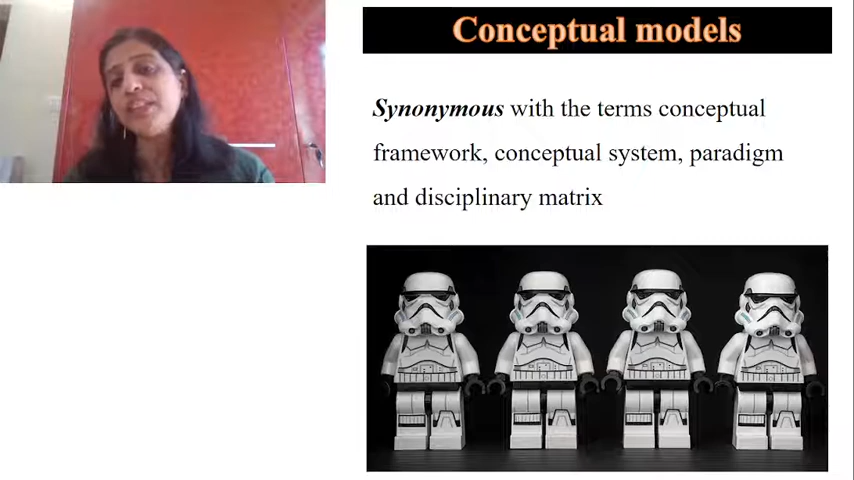 Conceptual models
Synonymous with the terms conceptual
framework, conceptual system, paradigm
and disciplinary matrix